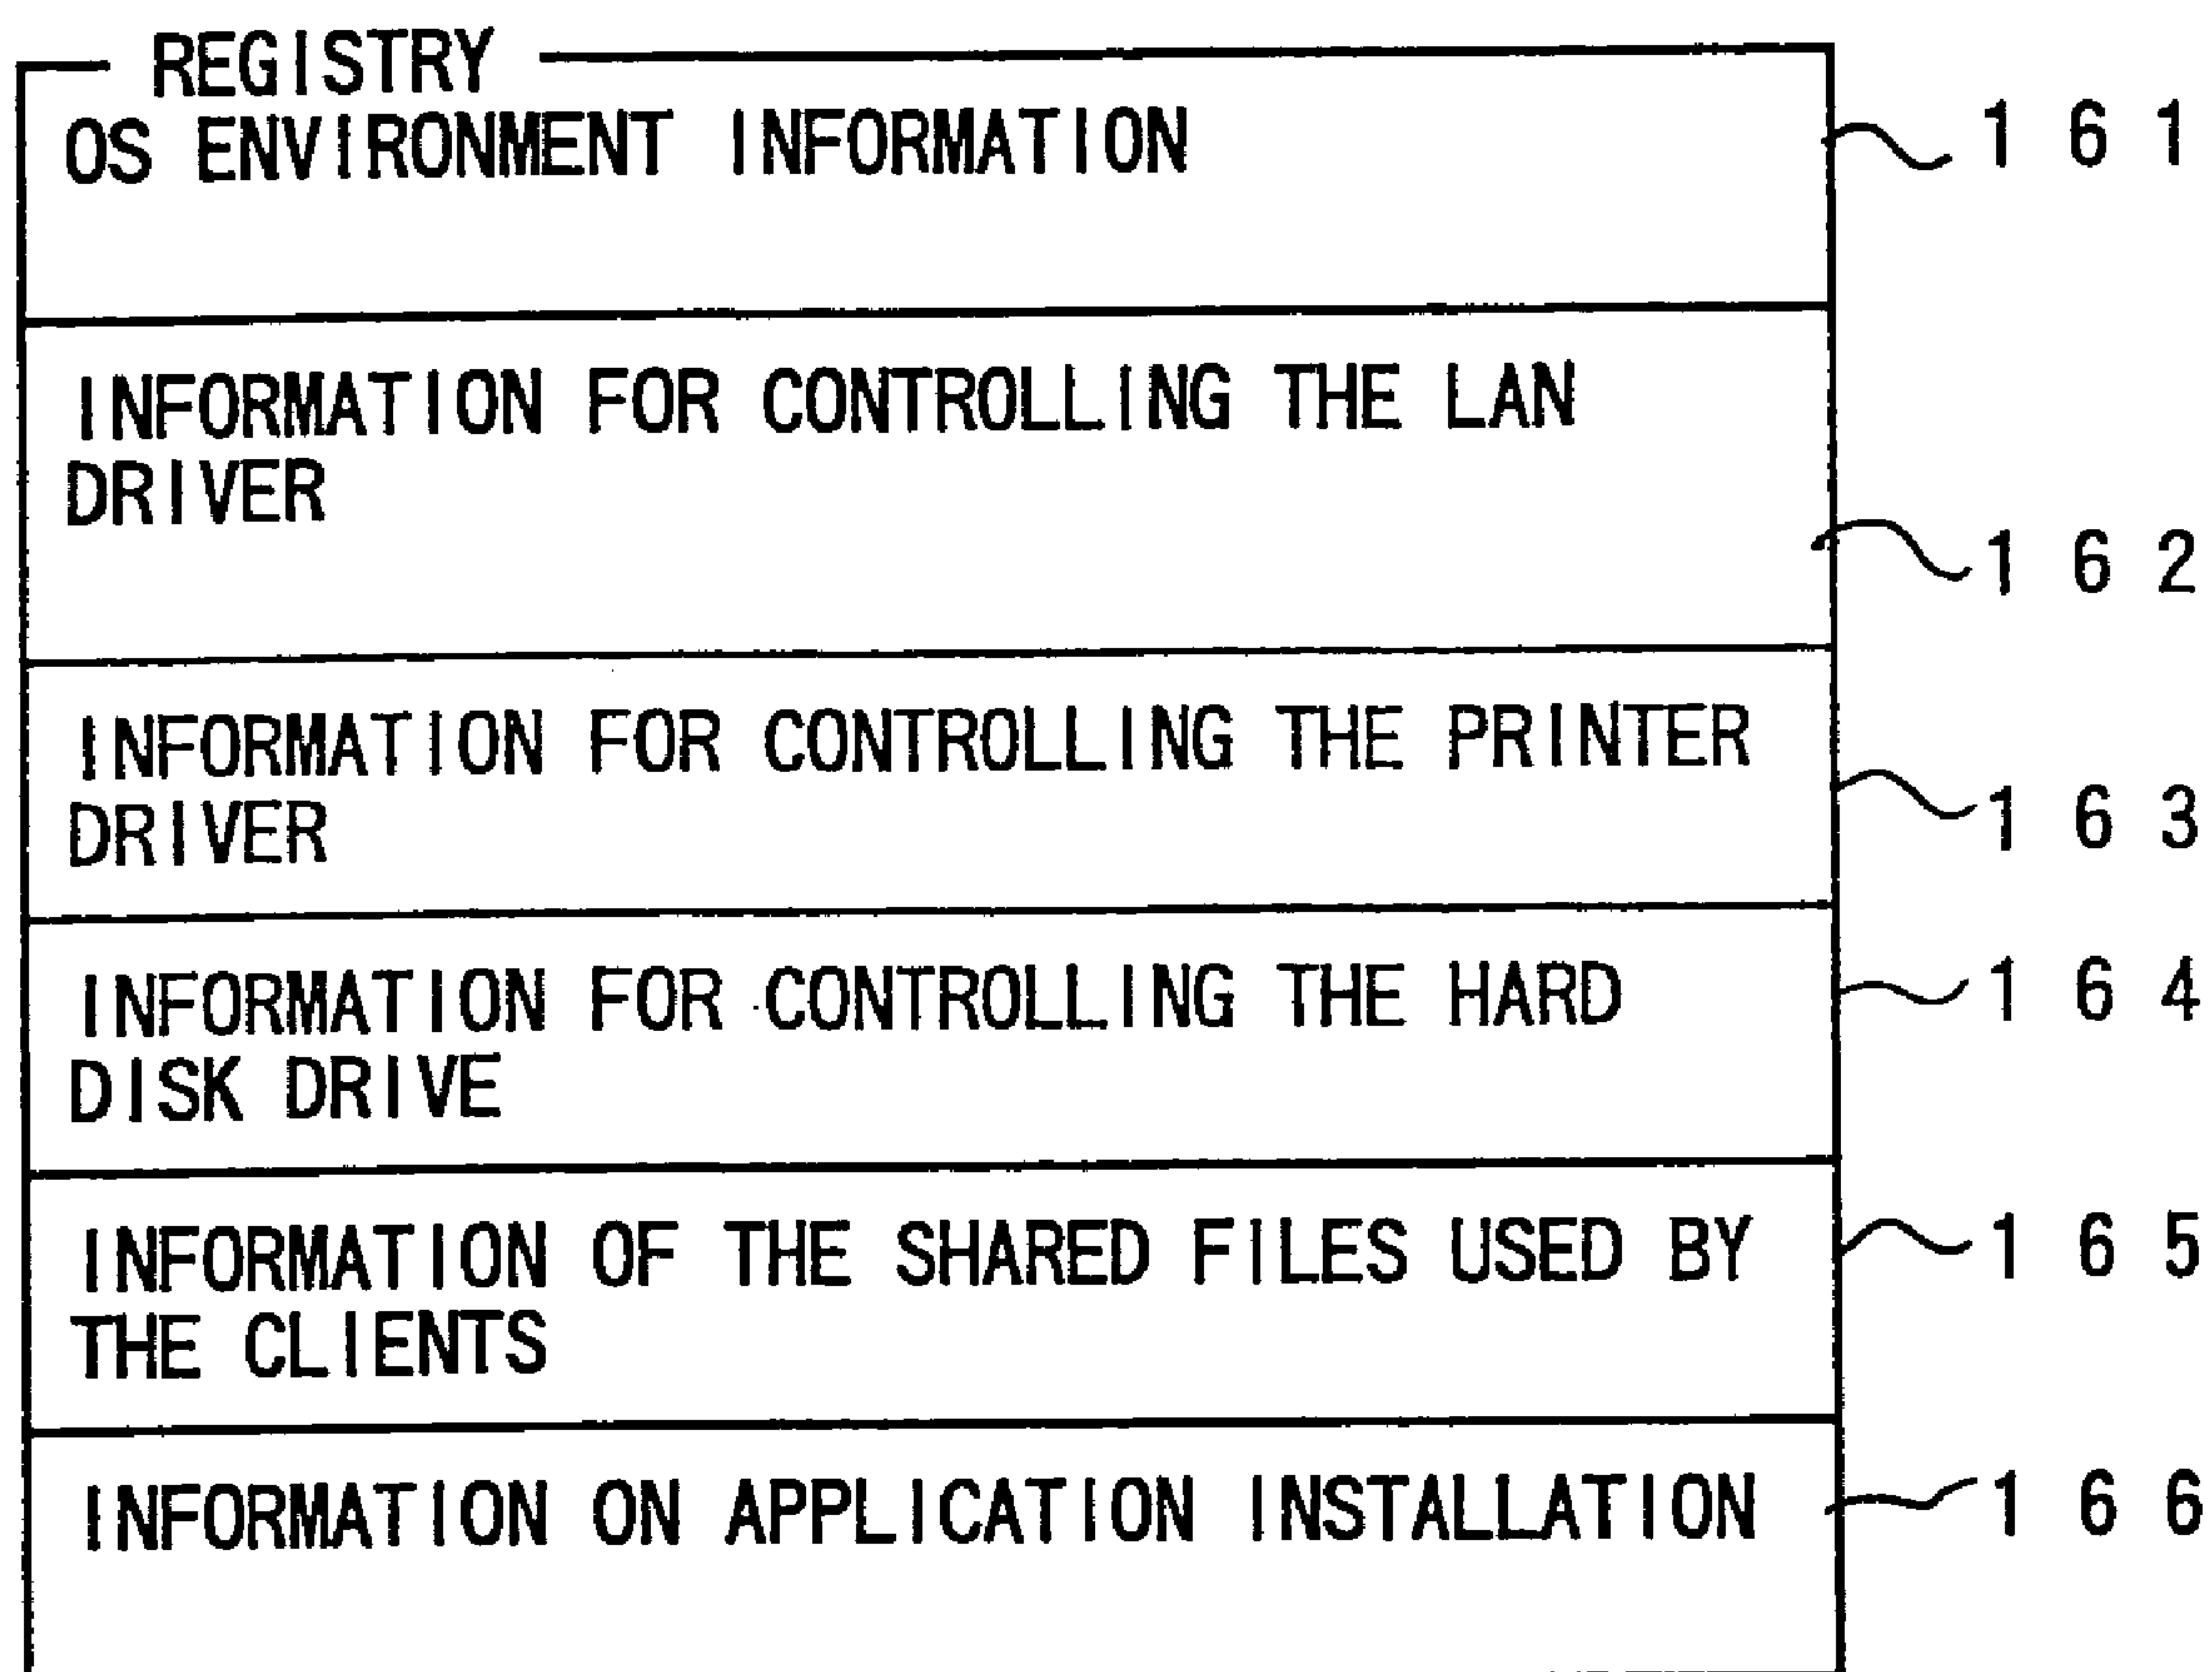 REGISTRY
OS ENVIRONMENT INFORMATION
161
INFORMATION FOR CONTROLLING THE LAN
DRIVER
162
INFORMATION FOR CONTROLLING THE PRINTER
DRIVER
163
INFORMATION FOR CONTROLLING THE HARD
DISK DRIVE
164
INFORMATION OF THE SHARED FILES USED BY
THE CLIENTS
165
INFORMATION ON APPLICATION INSTALLATION
166